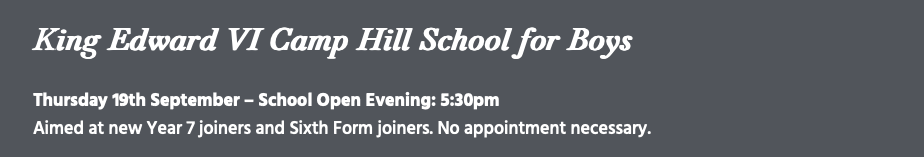 King Edward VI Camp Hill School for Boys
Thursday 19th September – School Open Evening: 5:30pm
Aimed at new Year 7 joiners and Sixth Form joiners. No appointment necessary.